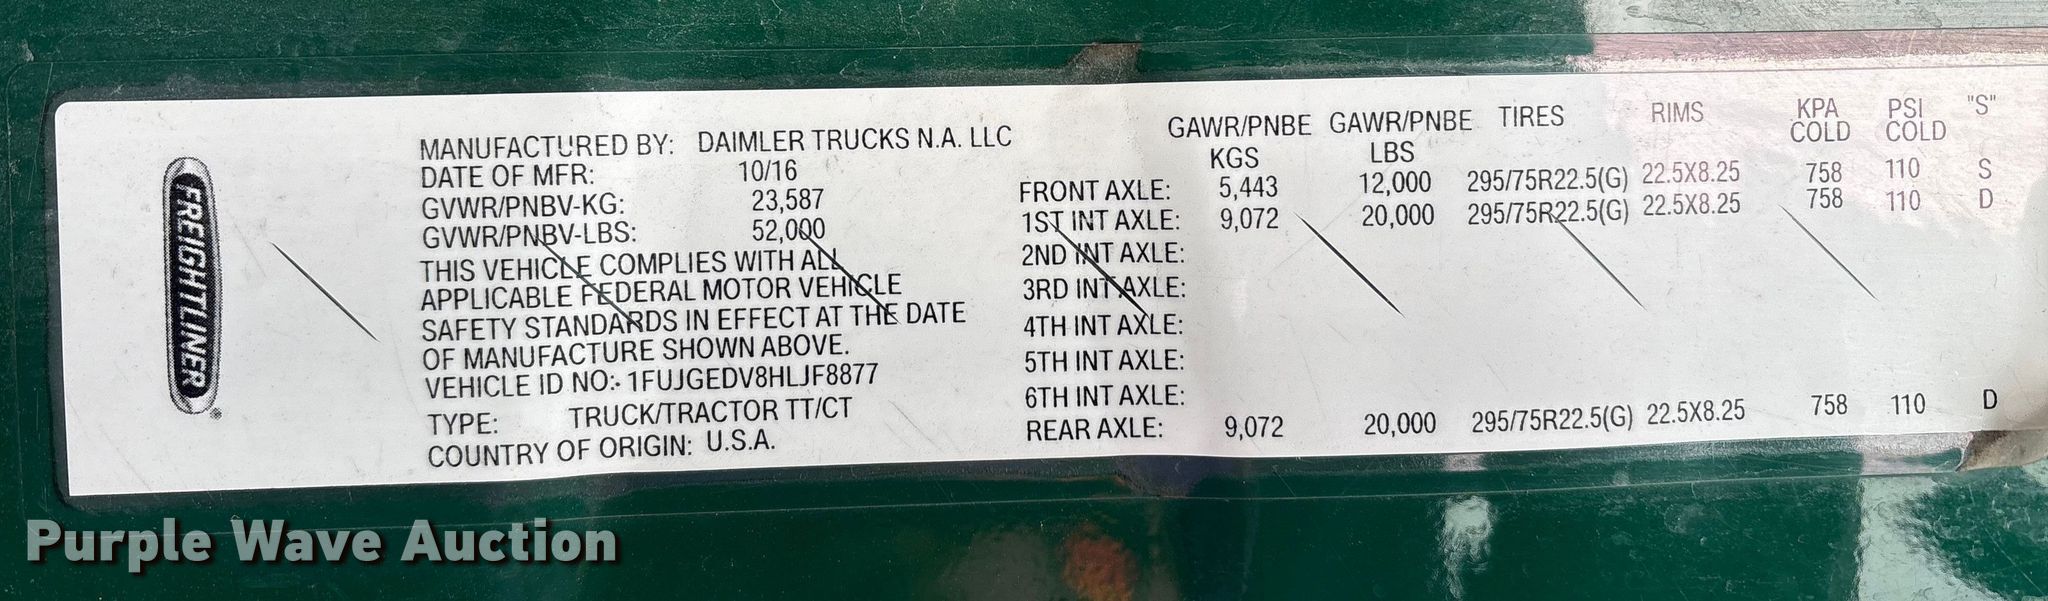 FREIGHTLINER®
MANUFACTURED BY: DAIMLER TRUCKS N.A. LLC
DATE OF MFR: 10/16
GVWR/PNBV-KG: 23,587
GVWR/PNBV-LBS: 52,000
THIS VEHICLE COMPLIES WITH ALL
APPLICABLE FEDERAL MOTOR VEHICLE
SAFETY STANDARDS IN EFFECT AT THE DATE
OF MANUFACTURE SHOWN ABOVE.
VEHICLE ID NO: 1FUJGEDV8HLJF8877
TYPE: TRUCK/TRACTOR TT/CT
COUNTRY OF ORIGIN: U.S.A.
GAWR/PNBE GAWR/PNBE TIRES RIMS KPA PSI "S"
KGS LBS COLD COLD
FRONT AXLE: 5,443 12,000 295/75R22.5(G) 22.5X8.25 758 110 S
1ST INT AXLE: 9,072 20,000 295/75R22.5(G) 22.5X8.25 758 110 D
2ND INT AXLE:
3RD INT AXLE:
4TH INT AXLE:
5TH INT AXLE:
6TH INT AXLE:
REAR AXLE: 9,072 20,000 295/75R22.5(G) 22.5X8.25 758 110 D
Purple Wave Auction